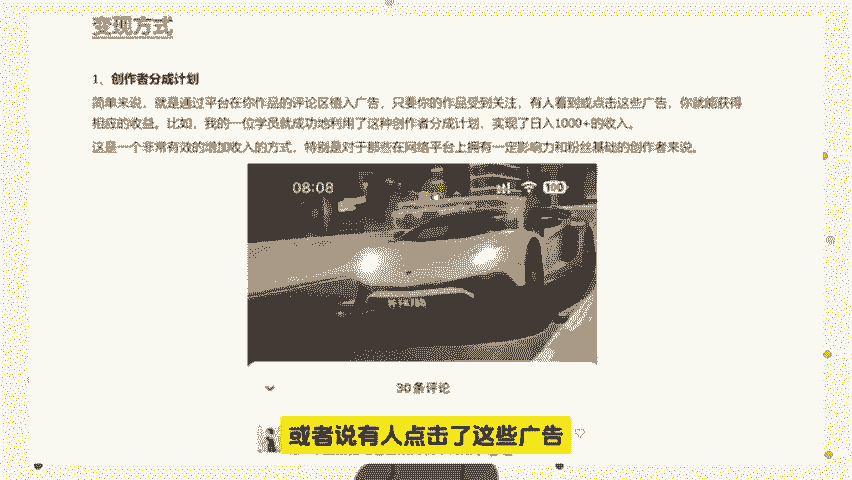 变现方式
1、创作者分成计划
简单来说，就是通过平台在你作品的评论区植入广告，只要你的作品受到关注，有人看到或点击这些广告，你就能获得
相应的收益。比如，我的一位学员就成功地利用了这种创作者分成计划，实现了日入1000+的收入。
这是一个非常有效的增加收入的方式，特别是对于那些在网络平台上拥有一定影响力和粉丝基础的创作者来说。
08:08
100
30条评论
或者说有人点击了这些广告